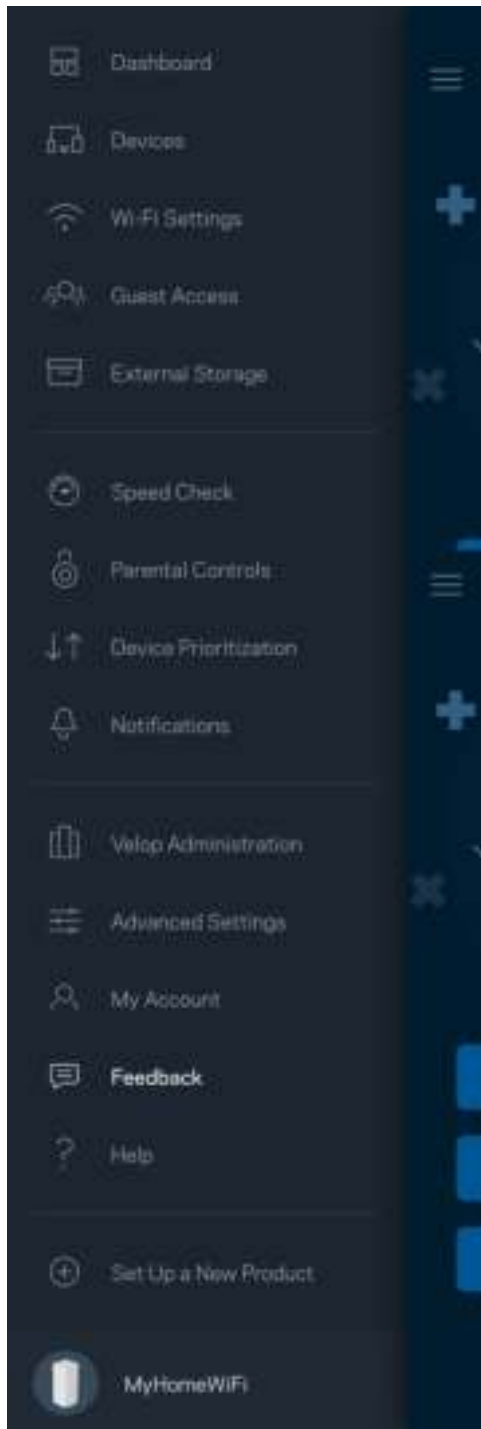 Dashboard
Devices
Wi-Fi Settings
Guest Access
External Storage
Speed Check
Parental Controls
Device Prioritization
Notifications
Velop Administration
Advanced Settings
My Account
Feedback
Help
Set Up a New Product
MyHomeWiFi